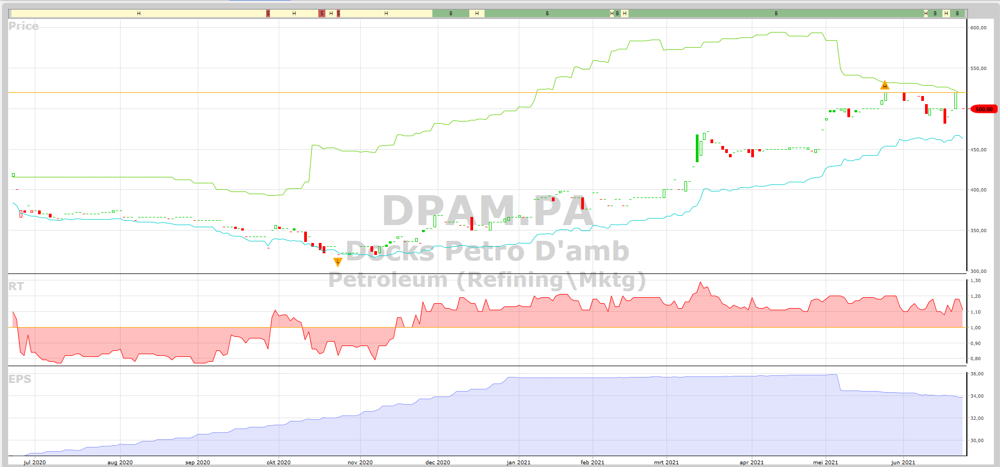 H S H S H S H B H B H B H B H B H B
Price
600,00
550,00
H
500,00
450,00
400,00
DPAM.PA
350,00
Docks Petro D'amb
L
300,00
Petroleum (Refining\Mktg)
RT
1,30
1,20
1,10
1,00
0,90
0,80
EPS
36,00
34,00
32,00
30,00
jul 2020 aug 2020 sep 2020 okt 2020 nov 2020 dec 2020 jan 2021 feb 2021 mrt 2021 apr 2021 mei 2021 jun 2021